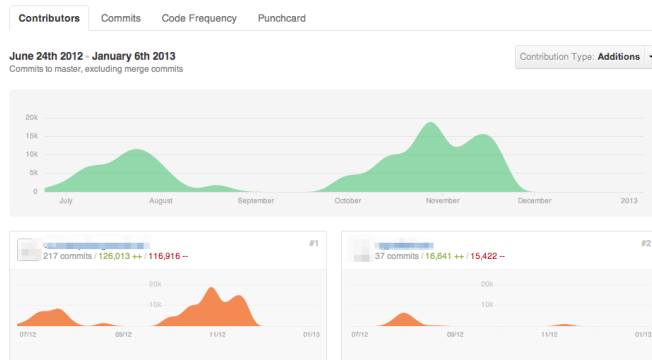 Contributors Commits Code Frequency Punchcard
June 24th 2012 - January 6th 2013
Commits to master, excluding merge commits
Contribution Type: Additions
20k
15k
10k
5k
0
July August September October November December 2013
#1
217 commits / 126,013 ++ / 116,916 --
20k
10k
07/12 09/12 11/12 01/13
#2
37 commits / 16,641 ++ / 15,422 --
20k
10k
07/12 09/12 11/12 01/13